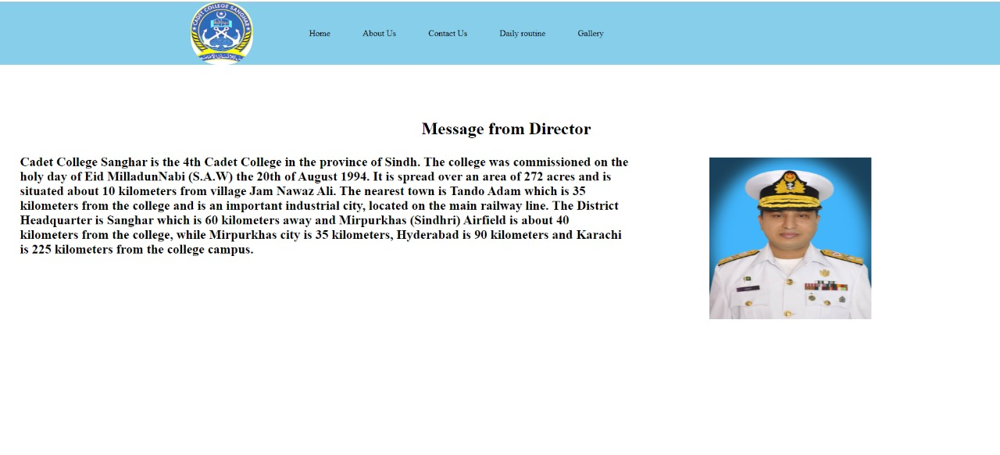 CADET COLLEGE SANGHAR
Home
About Us
Contact Us
Daily routine
Gallery
Message from Director
Cadet College Sanghar is the 4th Cadet College in the province of Sindh. The college was commissioned on the
holy day of Eid MilladunNabi (S.A.W) the 20th of August 1994. It is spread over an area of 272 acres and is
situated about 10 kilometers from village Jam Nawaz Ali. The nearest town is Tando Adam which is 35
kilometers from the college and is an important industrial city, located on the main railway line. The District
Headquarter is Sanghar which is 60 kilometers away and Mirpurkhas (Sindhri) Airfield is about 40
kilometers from the college, while Mirpurkhas city is 35 kilometers, Hyderabad is 90 kilometers and Karachi
is 225 kilometers from the college campus.